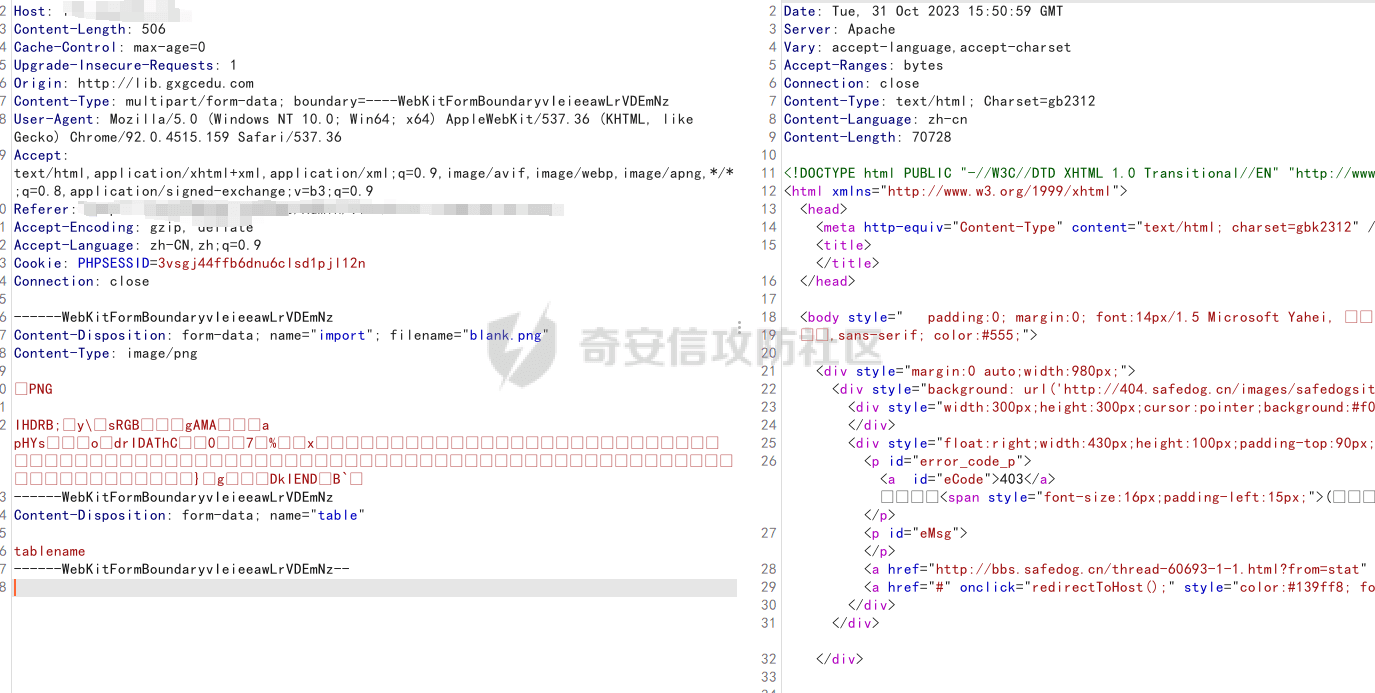 2 Host:
3 Content-Length: 506
4 Cache-Control: max-age=0
5 Upgrade-Insecure-Requests: 1
6 Origin: http://lib.gxgcedu.com
7 Content-Type: multipart/form-data; boundary=----WebKitFormBoundaryvIeieeawLrVDEmNz
8 User-Agent: Mozilla/5.0 (Windows NT 10.0; Win64; x64) AppleWebKit/537.36 (KHTML, like
Gecko) Chrome/92.0.4515.159 Safari/537.36
9 Accept:
text/html,application/xhtml+xml,application/xml;q=0.9,image/avif,image/webp,image/apng,*/*
;q=0.8,application/signed-exchange;v=b3;q=0.9
0 Referer:
1 Accept-Encoding: gzip, deflate
2 Accept-Language: zh-CN,zh;q=0.9
3 Cookie: PHPSESSID=3vsgj44ffb6dnu6clsd1pjl12n
4 Connection: close
5
6 ------WebKitFormBoundaryvIeieeawLrVDEmNz
7 Content-Disposition: form-data; name="import"; filename="blank.png"
8 Content-Type: image/png
9
0 PNG
1
2 IHDRB;y\sRGBgAMAa
pHYsodrIDAThC07%x
}gDkIENDB`
3 ------WebKitFormBoundaryvIeieeawLrVDEmNz
4 Content-Disposition: form-data; name="table"
5
6 tablename
7 ------WebKitFormBoundaryvIeieeawLrVDEmNz--
8
2 Date: Tue, 31 Oct 2023 15:50:59 GMT
3 Server: Apache
4 Vary: accept-language,accept-charset
5 Accept-Ranges: bytes
6 Connection: close
7 Content-Type: text/html; Charset=gb2312
8 Content-Language: zh-cn
9 Content-Length: 70728
10
11 <!DOCTYPE html PUBLIC "-//W3C//DTD XHTML 1.0 Transitional//EN" "http://www
12 <html xmlns="http://www.w3.org/1999/xhtml">
13 <head>
14 <meta http-equiv="Content-Type" content="text/html; charset=gbk2312" /
15 <title>
</title>
16 </head>
17
18 <body style=" padding:0; margin:0; font:14px/1.5 Microsoft Yahei,
19 ,sans-serif; color:#555;">
20
21 <div style="margin:0 auto;width:980px;">
22 <div style="background: url('http://404.safedog.cn/images/safedogsit
23 <div style="width:300px;height:300px;cursor:pointer;background:#f0
24 </div>
25 <div style="float:right;width:430px;height:100px;padding-top:90px;
26 <p id="error_code_p">
<a id="eCode">403</a>
<span style="font-size:16px;padding-left:15px;">(
</p>
27 <p id="eMsg">
</p>
28 <a href="http://bbs.safedog.cn/thread-60693-1-1.html?from=stat"
29 <a href="#" onclick="redirectToHost();" style="color:#139ff8; fo
30 </div>
31 </div>
32 </div>
33
奇安信攻防社区